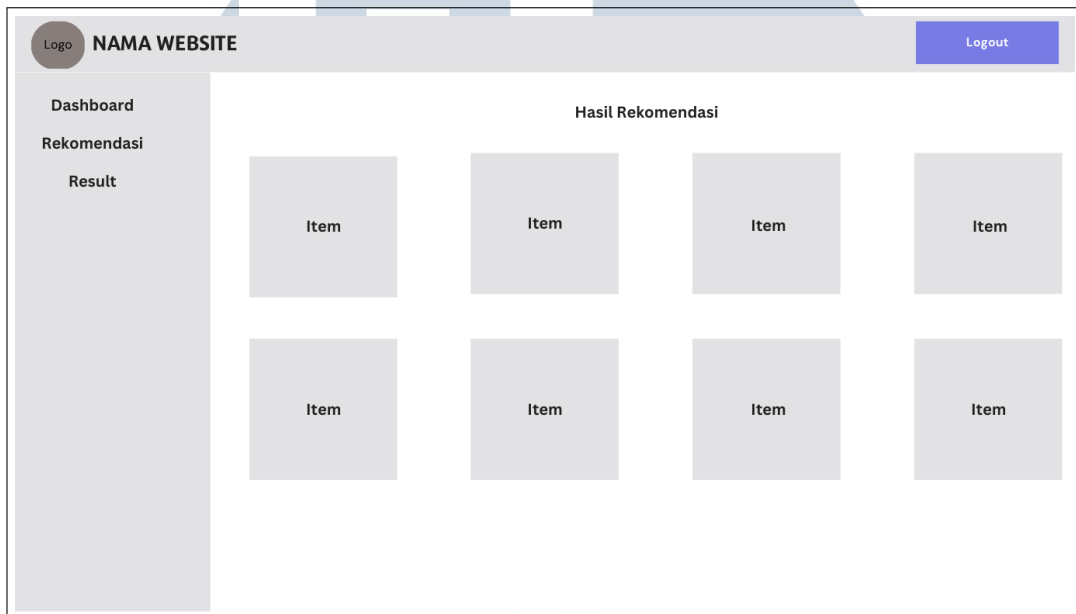 Logo
NAMA WEBSITE
Logout
Dashboard
Rekomendasi
Result
Hasil Rekomendasi
Item
Item
Item
Item
Item
Item
Item
Item